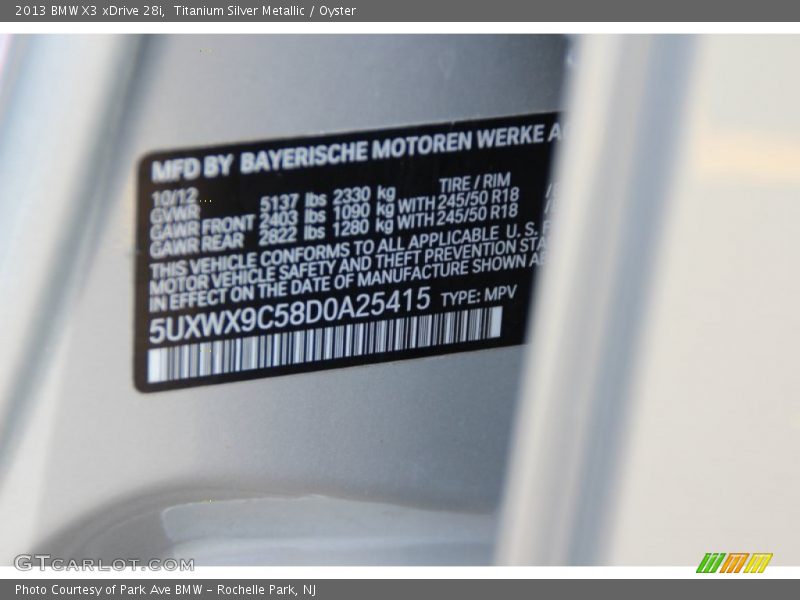 2013 BMW X3 xDrive 28i, Titanium Silver Metallic / Oyster
MFD BY BAYERISCHE MOTOREN WERKE
10/12 TIRE / RIM
GVWR 5137 lbs 2330 kg
GAWR FRONT 2403 lbs 1090 kg WITH 245/50 R18
GAWR REAR 2822 lbs 1280 kg WITH 245/50 R18
THIS VEHICLE CONFORMS TO ALL APPLICABLE U. S.
MOTOR VEHICLE SAFETY AND THEFT PREVENTION
IN EFFECT ON THE DATE OF MANUFACTURE SHOWN
5UXWX9C58D0A25415 TYPE: MPV
GTCARLOT.COM
Photo Courtesy of Park Ave BMW – Rochelle Park, NJ